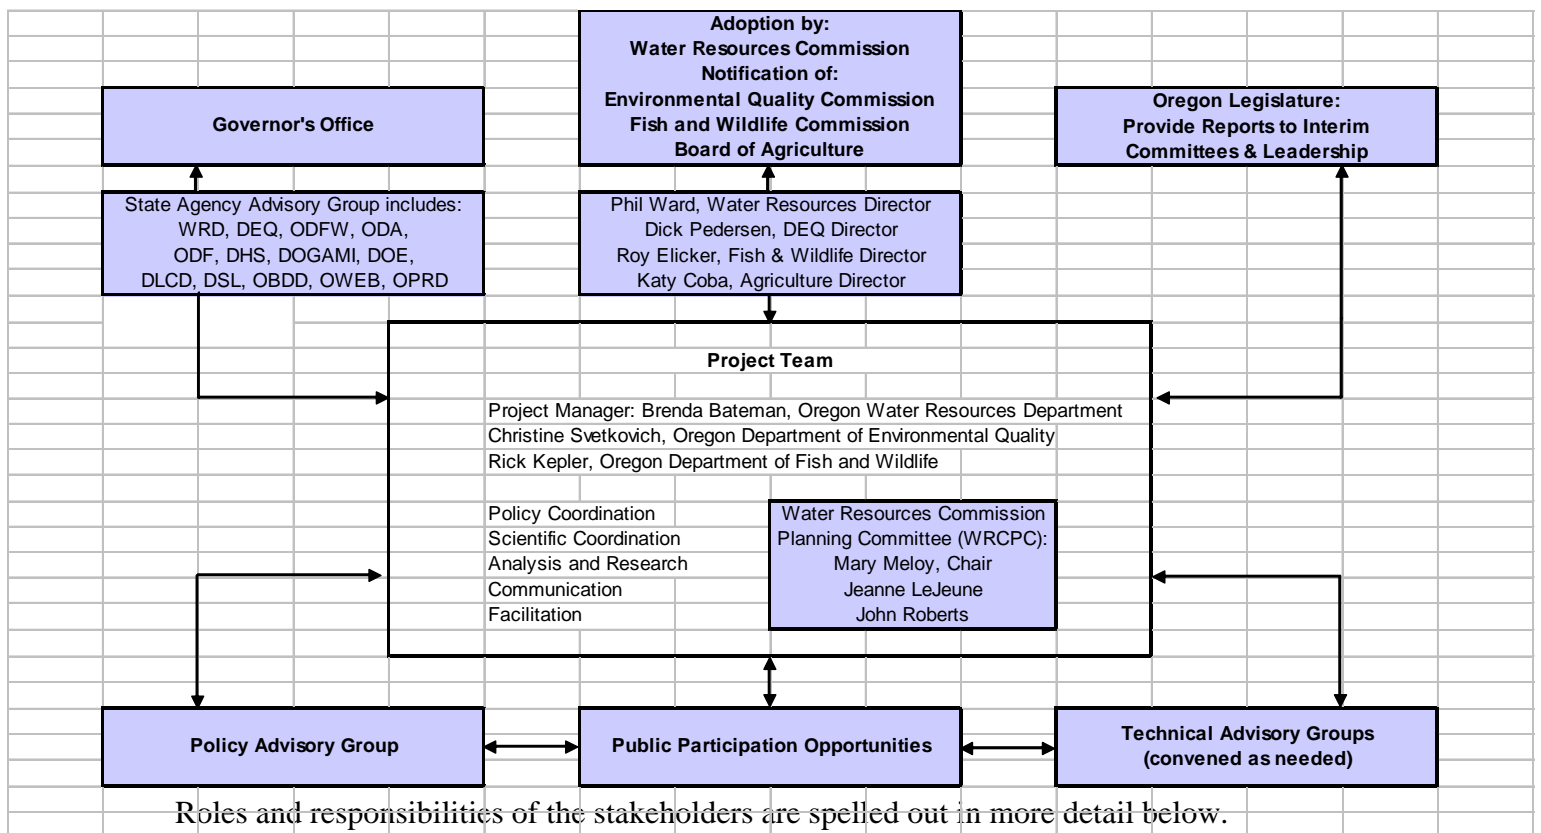 Adoption by:
Water Resources Commission
Notification of:
Environmental Quality Commission
Fish and Wildlife Commission
Board of Agriculture
Governor's Office
Oregon Legislature:
Provide Reports to Interim
Committees & Leadership
State Agency Advisory Group includes:
WRD, DEQ, ODFW, ODA,
ODF, DHS, DOGAMI, DOE,
DLCD, DSL, OBDD, OWEB, OPRD
Phil Ward, Water Resources Director
Dick Pedersen, DEQ Director
Roy Elicker, Fish & Wildlife Director
Katy Coba, Agriculture Director
Project Team
Project Manager: Brenda Bateman, Oregon Water Resources Department
Christine Svetkovich, Oregon Department of Environmental Quality
Rick Kepler, Oregon Department of Fish and Wildlife
Policy Coordination
Scientific Coordination
Analysis and Research
Communication
Facilitation
Water Resources Commission
Planning Committee (WRCPC):
Mary Meloy, Chair
Jeanne LeJeune
John Roberts
Policy Advisory Group
Public Participation Opportunities
Technical Advisory Groups
(convened as needed)
Roles and responsibilities of the stakeholders are spelled out in more detail below.